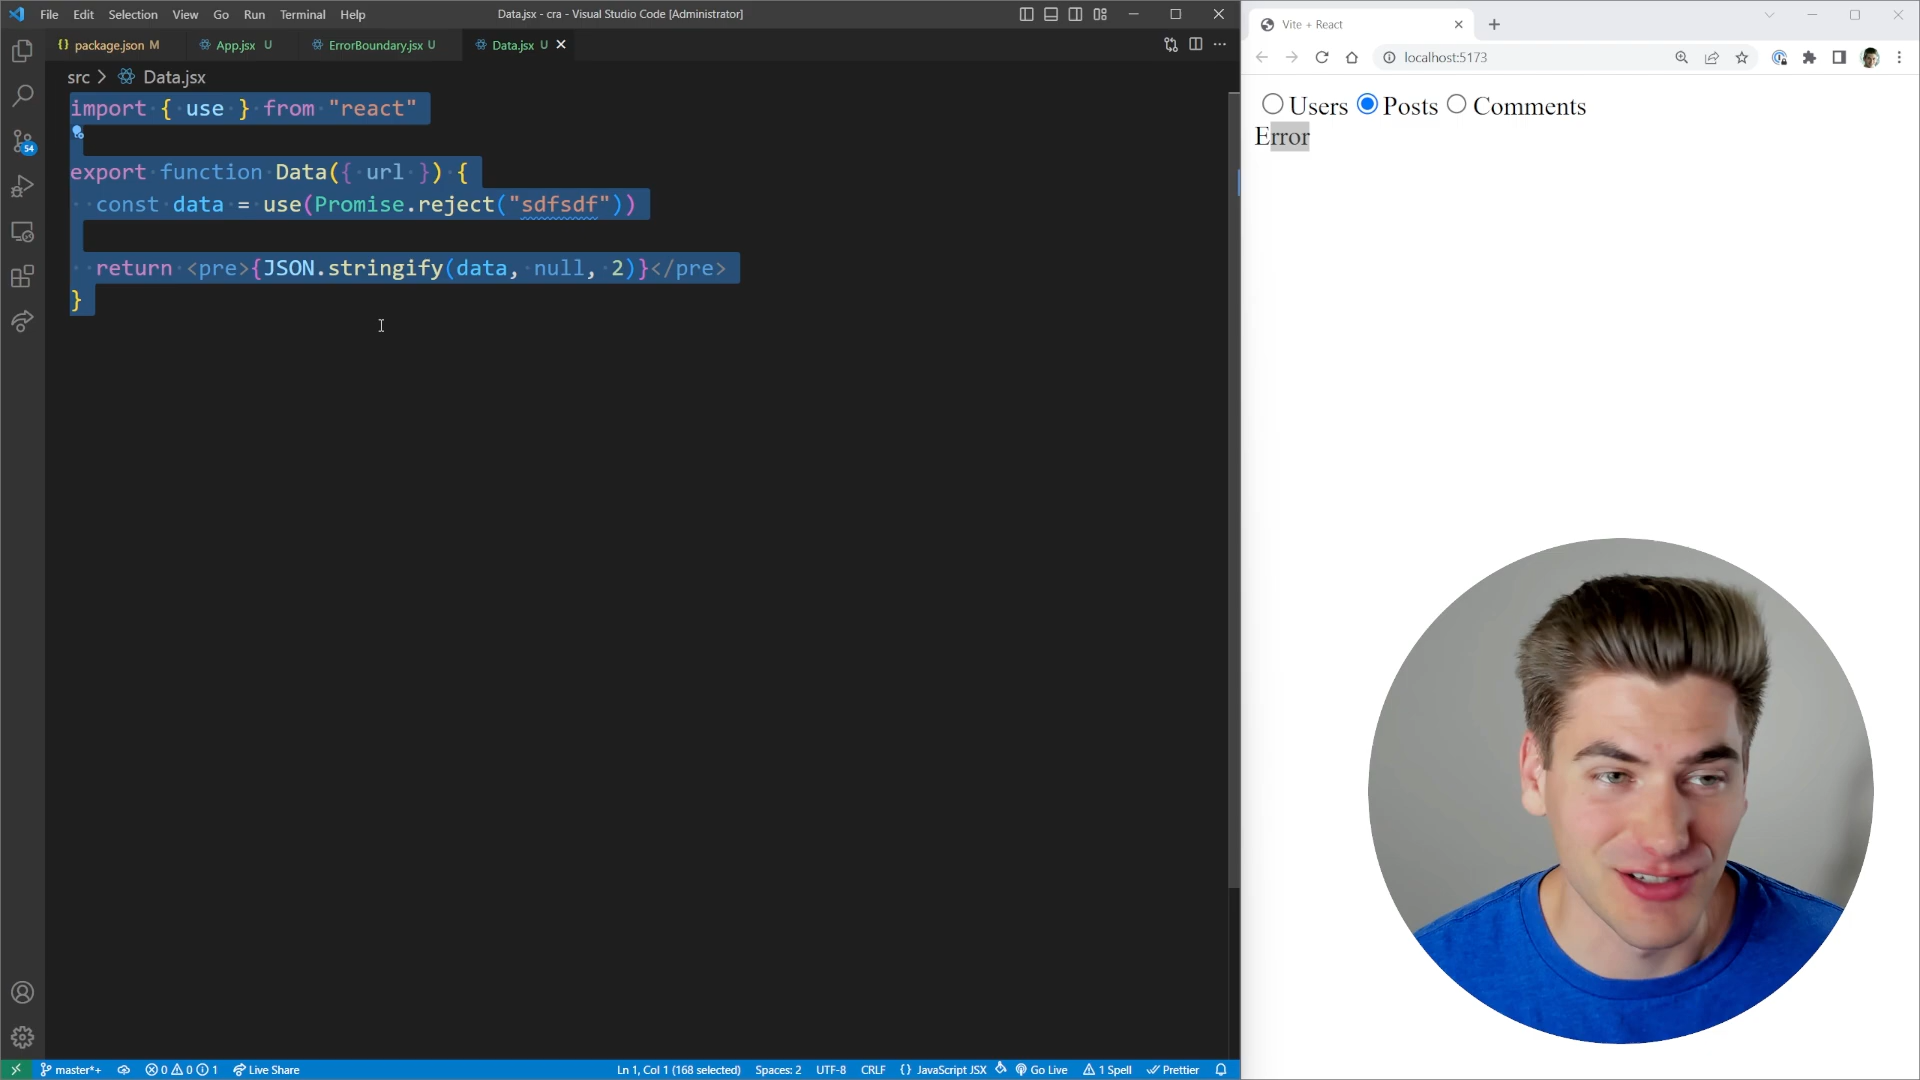 File Edit Selection View Go Run Terminal Help
Data.jsx - cra - Visual Studio Code [Administrator]
{} package.json M
App.jsx U
ErrorBoundary.jsx U
Data.jsx U
src > Data.jsx
import { use } from "react"
export function Data({ url }) {
const data = use(Promise.reject("sdfsdf"))
return <pre>{JSON.stringify(data, null, 2)}</pre>
}
54
master*+
0 0 1
Live Share
Ln 1, Col 1 (168 selected)
Spaces: 2
UTF-8
CRLF
{} JavaScript JSX
Go Live
1 Spell
Prettier
Vite + React
localhost:5173
Users Posts Comments
Error